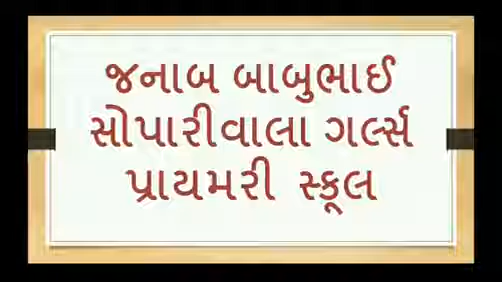 જનાબ બાબુભાઈ
સોપારીવાલા ગર્લ્સ
પ્રાયમરી સ્કૂલ